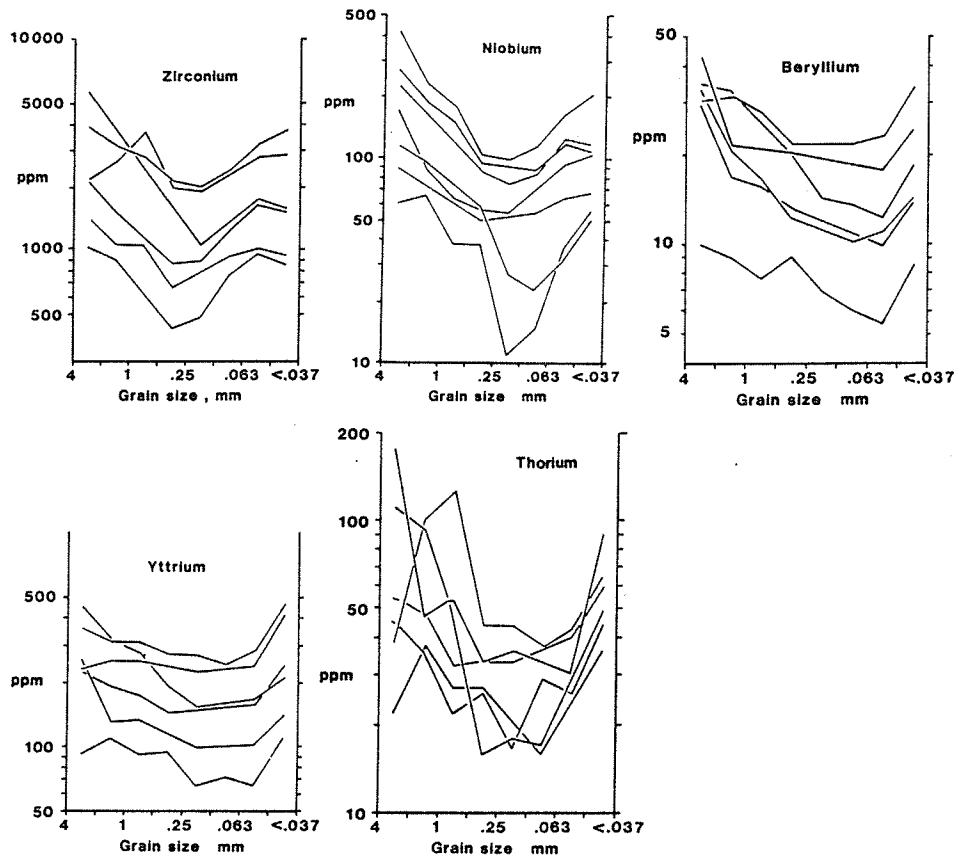 Zirconium
10000
5000
ppm
1000
500
4 1 .25 .063 <.037
Grain size , mm
Niobium
500
ppm
100
50
10
4 1 .25 .063 <.037
Grain size mm
Beryllium
50
ppm
10
5
4 1 .25 .063 <.037
Grain size mm
Yttrium
500
ppm
100
50
4 1 .25 .063 <.037
Grain size mm
Thorium
200
100
50
ppm
10
4 1 .25 .063 <.037
Grain size mm